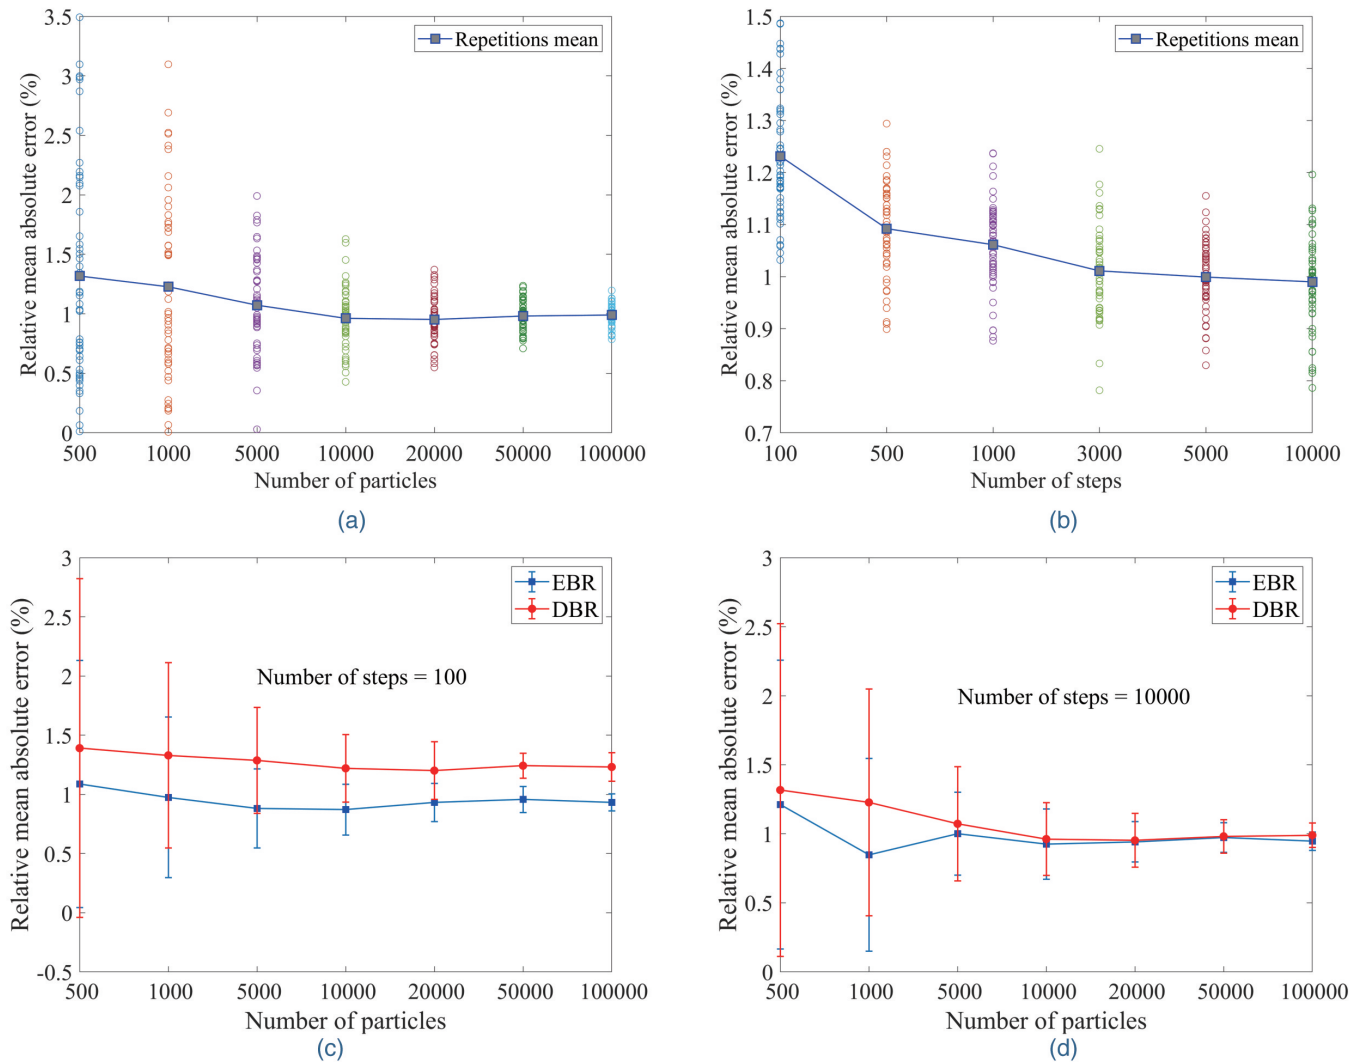 3.5
3
2.5
2
1.5
1
0.5
0
Relative mean absolute error (%)
Repetitions mean
500 1000 5000 10000 20000 50000 100000
Number of particles
(a)
1.5
1.4
1.3
1.2
1.1
1
0.9
0.8
0.7
Relative mean absolute error (%)
Repetitions mean
100 500 1000 3000 5000 10000
Number of steps
(b)
3
2.5
2
1.5
1
0.5
0
-0.5
Relative mean absolute error (%)
EBR
DBR
Number of steps = 100
500 1000 5000 10000 20000 50000 100000
Number of particles
(c)
3
2.5
2
1.5
1
0.5
0
Relative mean absolute error (%)
EBR
DBR
Number of steps = 10000
500 1000 5000 10000 20000 50000 100000
Number of particles
(d)